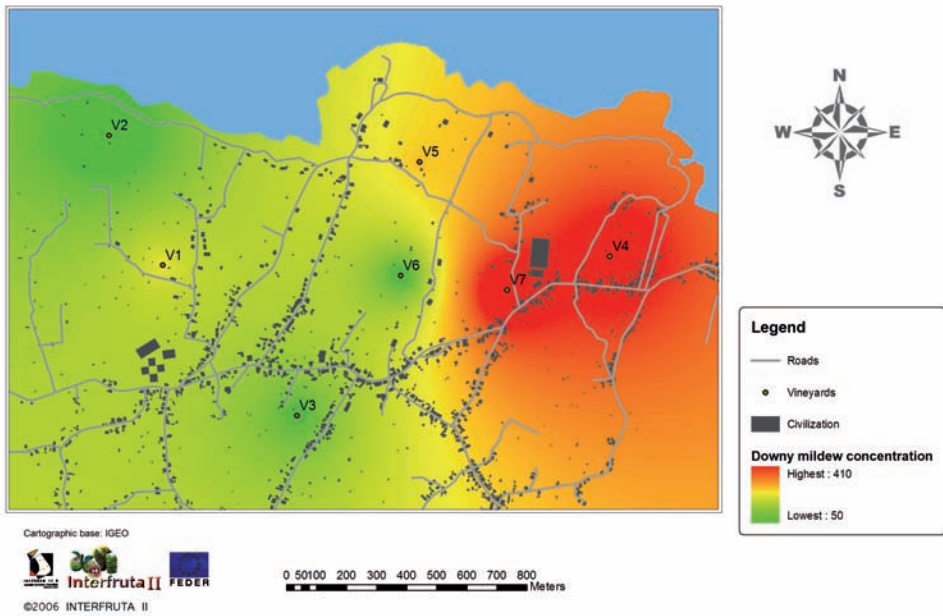 V2
V5
V1
V6
V4
V7
V3
N
W E
S
Legend
Roads
Vineyards
Civilization
Downy mildew concentration
Highest : 410
Lowest : 50
Cartographic base: IGEO
Interfruta II
FEDER
©2006 INTERFRUTA II
0 50100 200 300 400 500 600 700 800
Meters